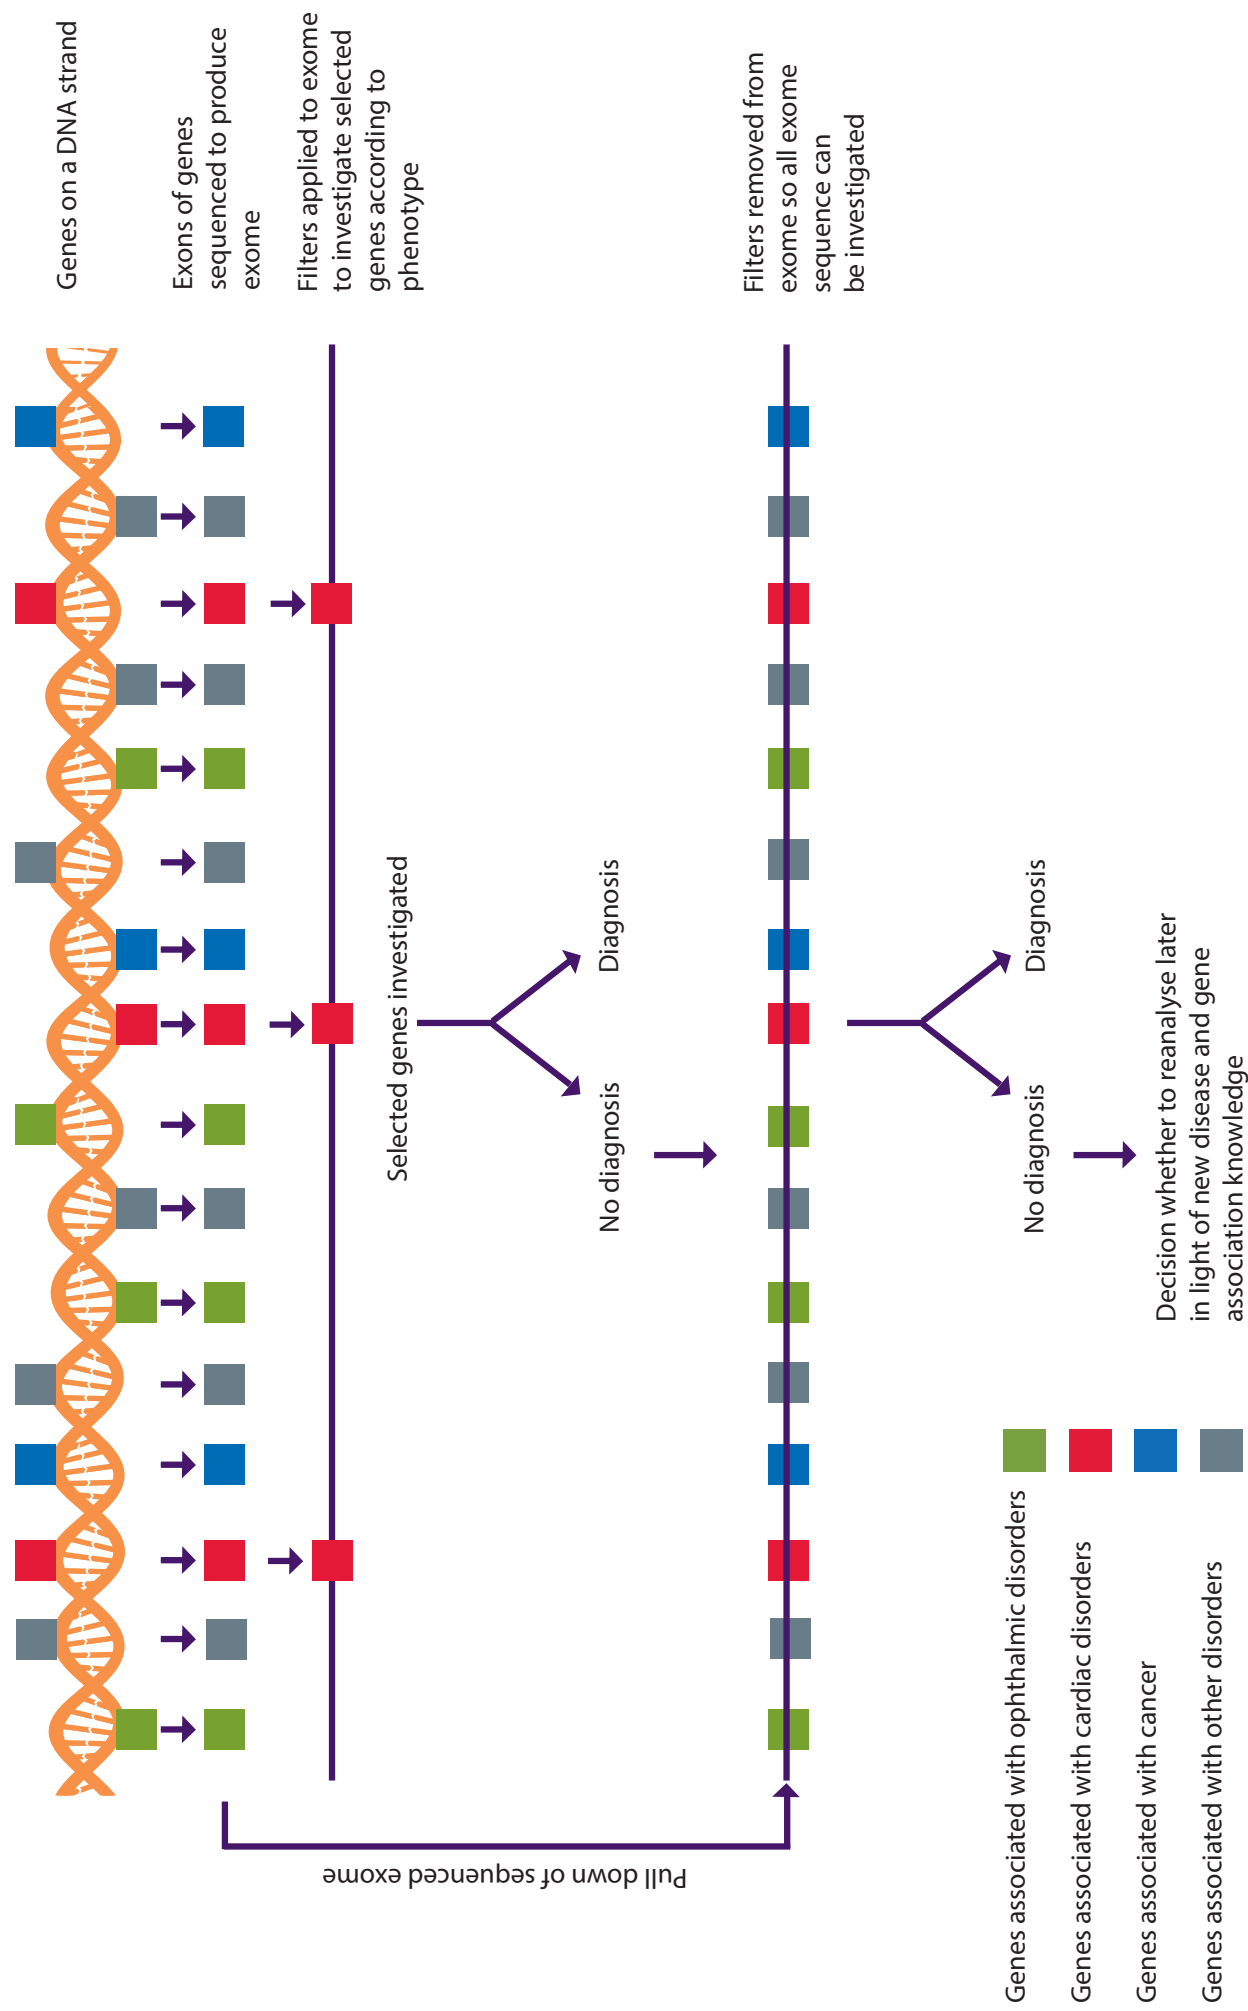 Genes on a DNA strand
Exons of genes
sequenced to produce
exome
Filters applied to exome
to investigate selected
genes according to
phenotype
Selected genes investigated
No diagnosis
Diagnosis
Pull down of sequenced exome
Filters removed from
exome so all exome
sequence can
be investigated
No diagnosis
Diagnosis
Decision whether to reanalyse later
in light of new disease and gene
association knowledge
Genes associated with ophthalmic disorders
Genes associated with cardiac disorders
Genes associated with cancer
Genes associated with other disorders